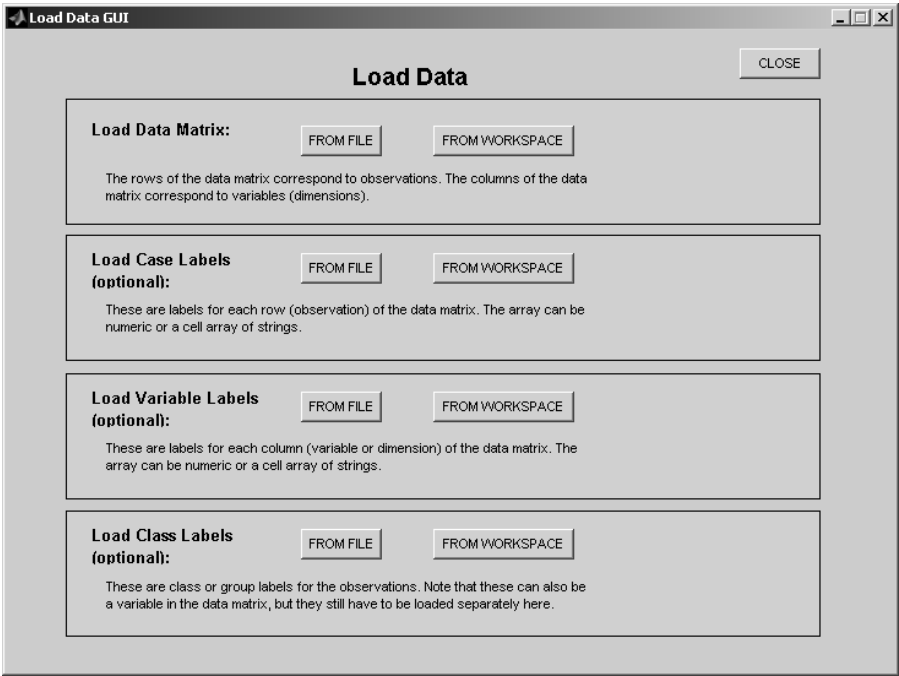 Load Data GUI
CLOSE
Load Data
Load Data Matrix:
FROM FILE
FROM WORKSPACE
The rows of the data matrix correspond to observations. The columns of the data
matrix correspond to variables (dimensions).
Load Case Labels
(optional):
FROM FILE
FROM WORKSPACE
These are labels for each row (observation) of the data matrix. The array can be
numeric or a cell array of strings.
Load Variable Labels
(optional):
FROM FILE
FROM WORKSPACE
These are labels for each column (variable or dimension) of the data matrix. The
array can be numeric or a cell array of strings.
Load Class Labels
(optional):
FROM FILE
FROM WORKSPACE
These are class or group labels for the observations. Note that these can also be
a variable in the data matrix, but they still have to be loaded separately here.